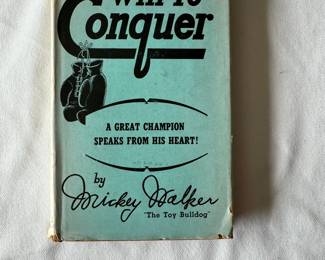 Conquer
A GREAT CHAMPION
SPEAKS FROM HIS HEART!
by
Mickey Walker
"The Toy Bulldog"